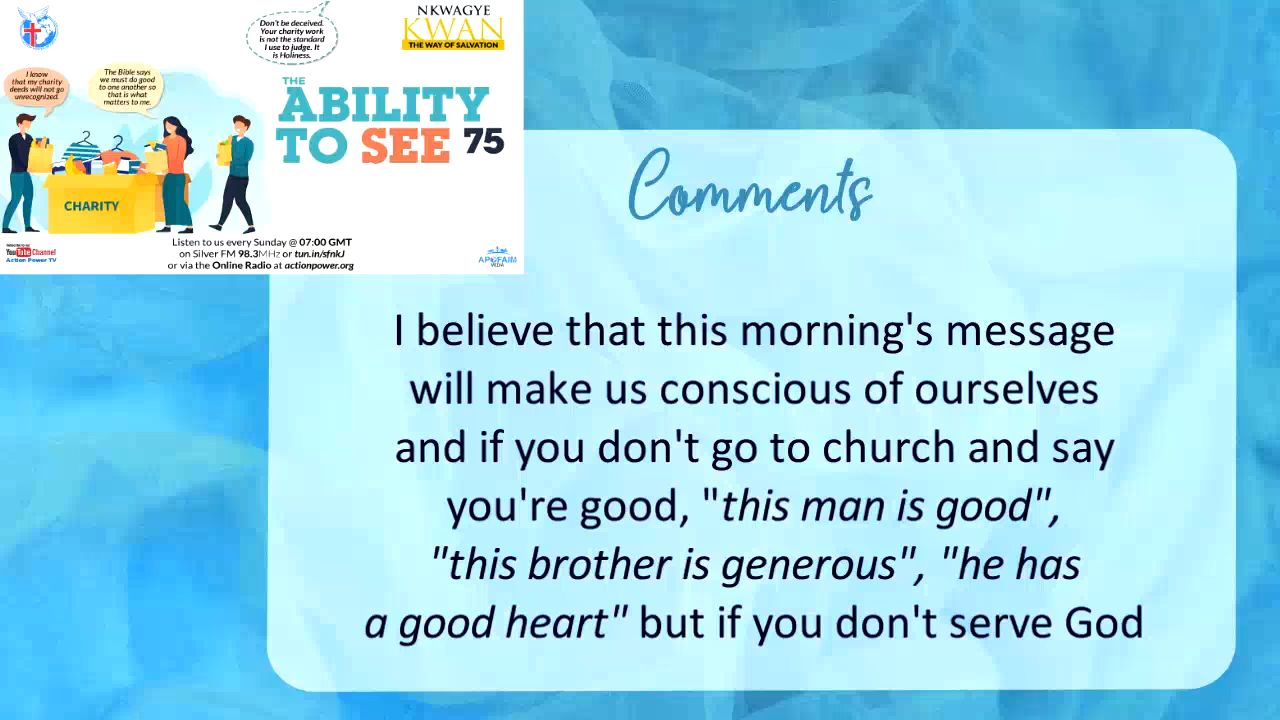 Don't be deceived.
Your charity work
is not the standard
I use to judge. It
is Holiness.
NKWAGYE
KWAN
THE WAY OF SALVATION
I know
that my charity
deeds will not go
unrecognized.
The Bible says
we must do good
to one another so
that is what
matters to me.
THE
ABILITY
TO SEE 75
CHARITY
Listen to us every Sunday @ 07:00 GMT
on Silver FM 98.3MHz or tun.in/sfnkJ
or via the Online Radio at actionpower.org
YouTube Channel
Action Power TV
APOFAIM
Comments
I believe that this morning's message
will make us conscious of ourselves
and if you don't go to church and say
you're good, "this man is good",
"this brother is generous", "he has
a good heart" but if you don't serve God